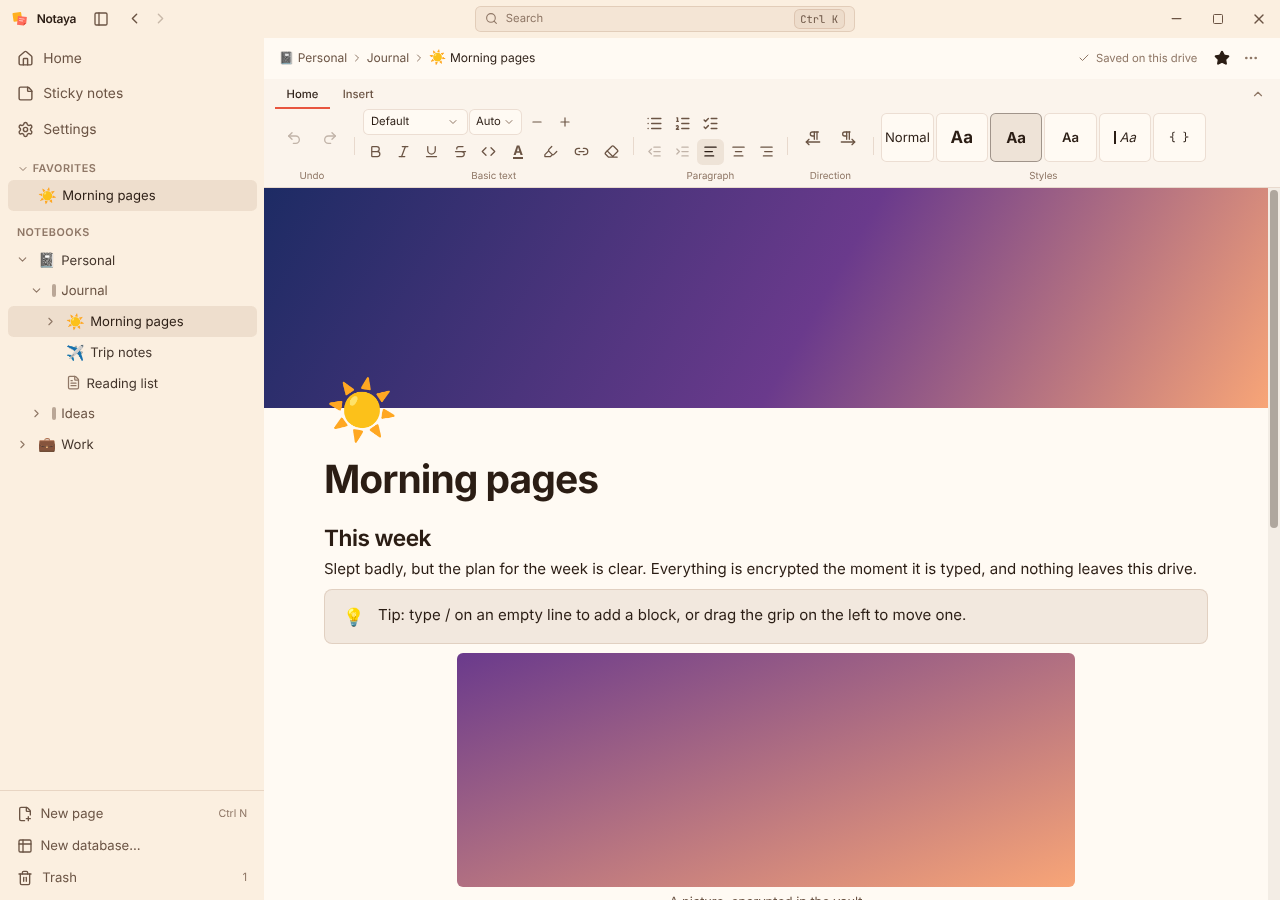 Notaya
Search
Ctrl K
Home
Sticky notes
Settings
FAVORITES
Morning pages
NOTEBOOKS
Personal
Journal
Morning pages
Trip notes
Reading list
Ideas
Work
New page
Ctrl N
New database...
Trash
1
Personal
Journal
Morning pages
Saved on this drive
Home
Insert
Default
Auto
B
I
U
S
A
Normal
Aa
Aa
Aa
Aa
{ }
Undo
Basic text
Paragraph
Direction
Styles
Morning pages
This week
Slept badly, but the plan for the week is clear. Everything is encrypted the moment it is typed, and nothing leaves this drive.
Tip: type / on an empty line to add a block, or drag the grip on the left to move one.
A picture, encrypted in the vault